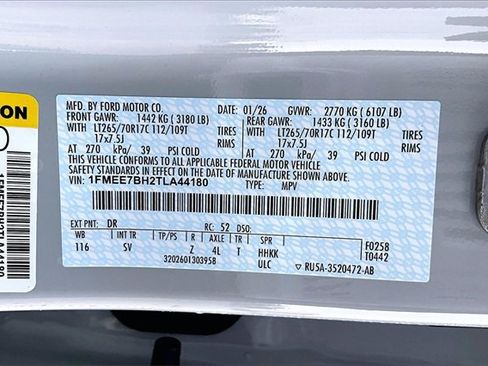 MFD. BY FORD MOTOR CO. 01/26 GVWR: 2770 KG (6107 LB)
FRONT GAWR: 1442 KG (3180 LB) REAR GAWR: 1433 KG (3160 LB)
WITH LT265/70R17C 112/109T TIRES WITH LT265/70R17C 112/109T TIRES
17x7.5J RIMS 17x7.5J RIMS
AT 270 kPa/ 39 PSI COLD AT 270 kPa/ 39 PSI COLD
THIS VEHICLE CONFORMS TO ALL APPLICABLE FEDERAL MOTOR VEHICLE
SAFETY STANDARDS IN EFFECT ON THE DATE OF MANUFACTURE SHOWN ABOVE.
VIN: 1FMEE7BH2TLA44180 TYPE: MPV
EXT PNT: DR RC: 52 DSO:
WB INT TR TP/PS R AXLE TR SPR F0258
116 SV Z 4L T HHKK T0442
3202601303958 ULC RU5A-3520472-AB
ION
1FMEE7BH2TLA44180